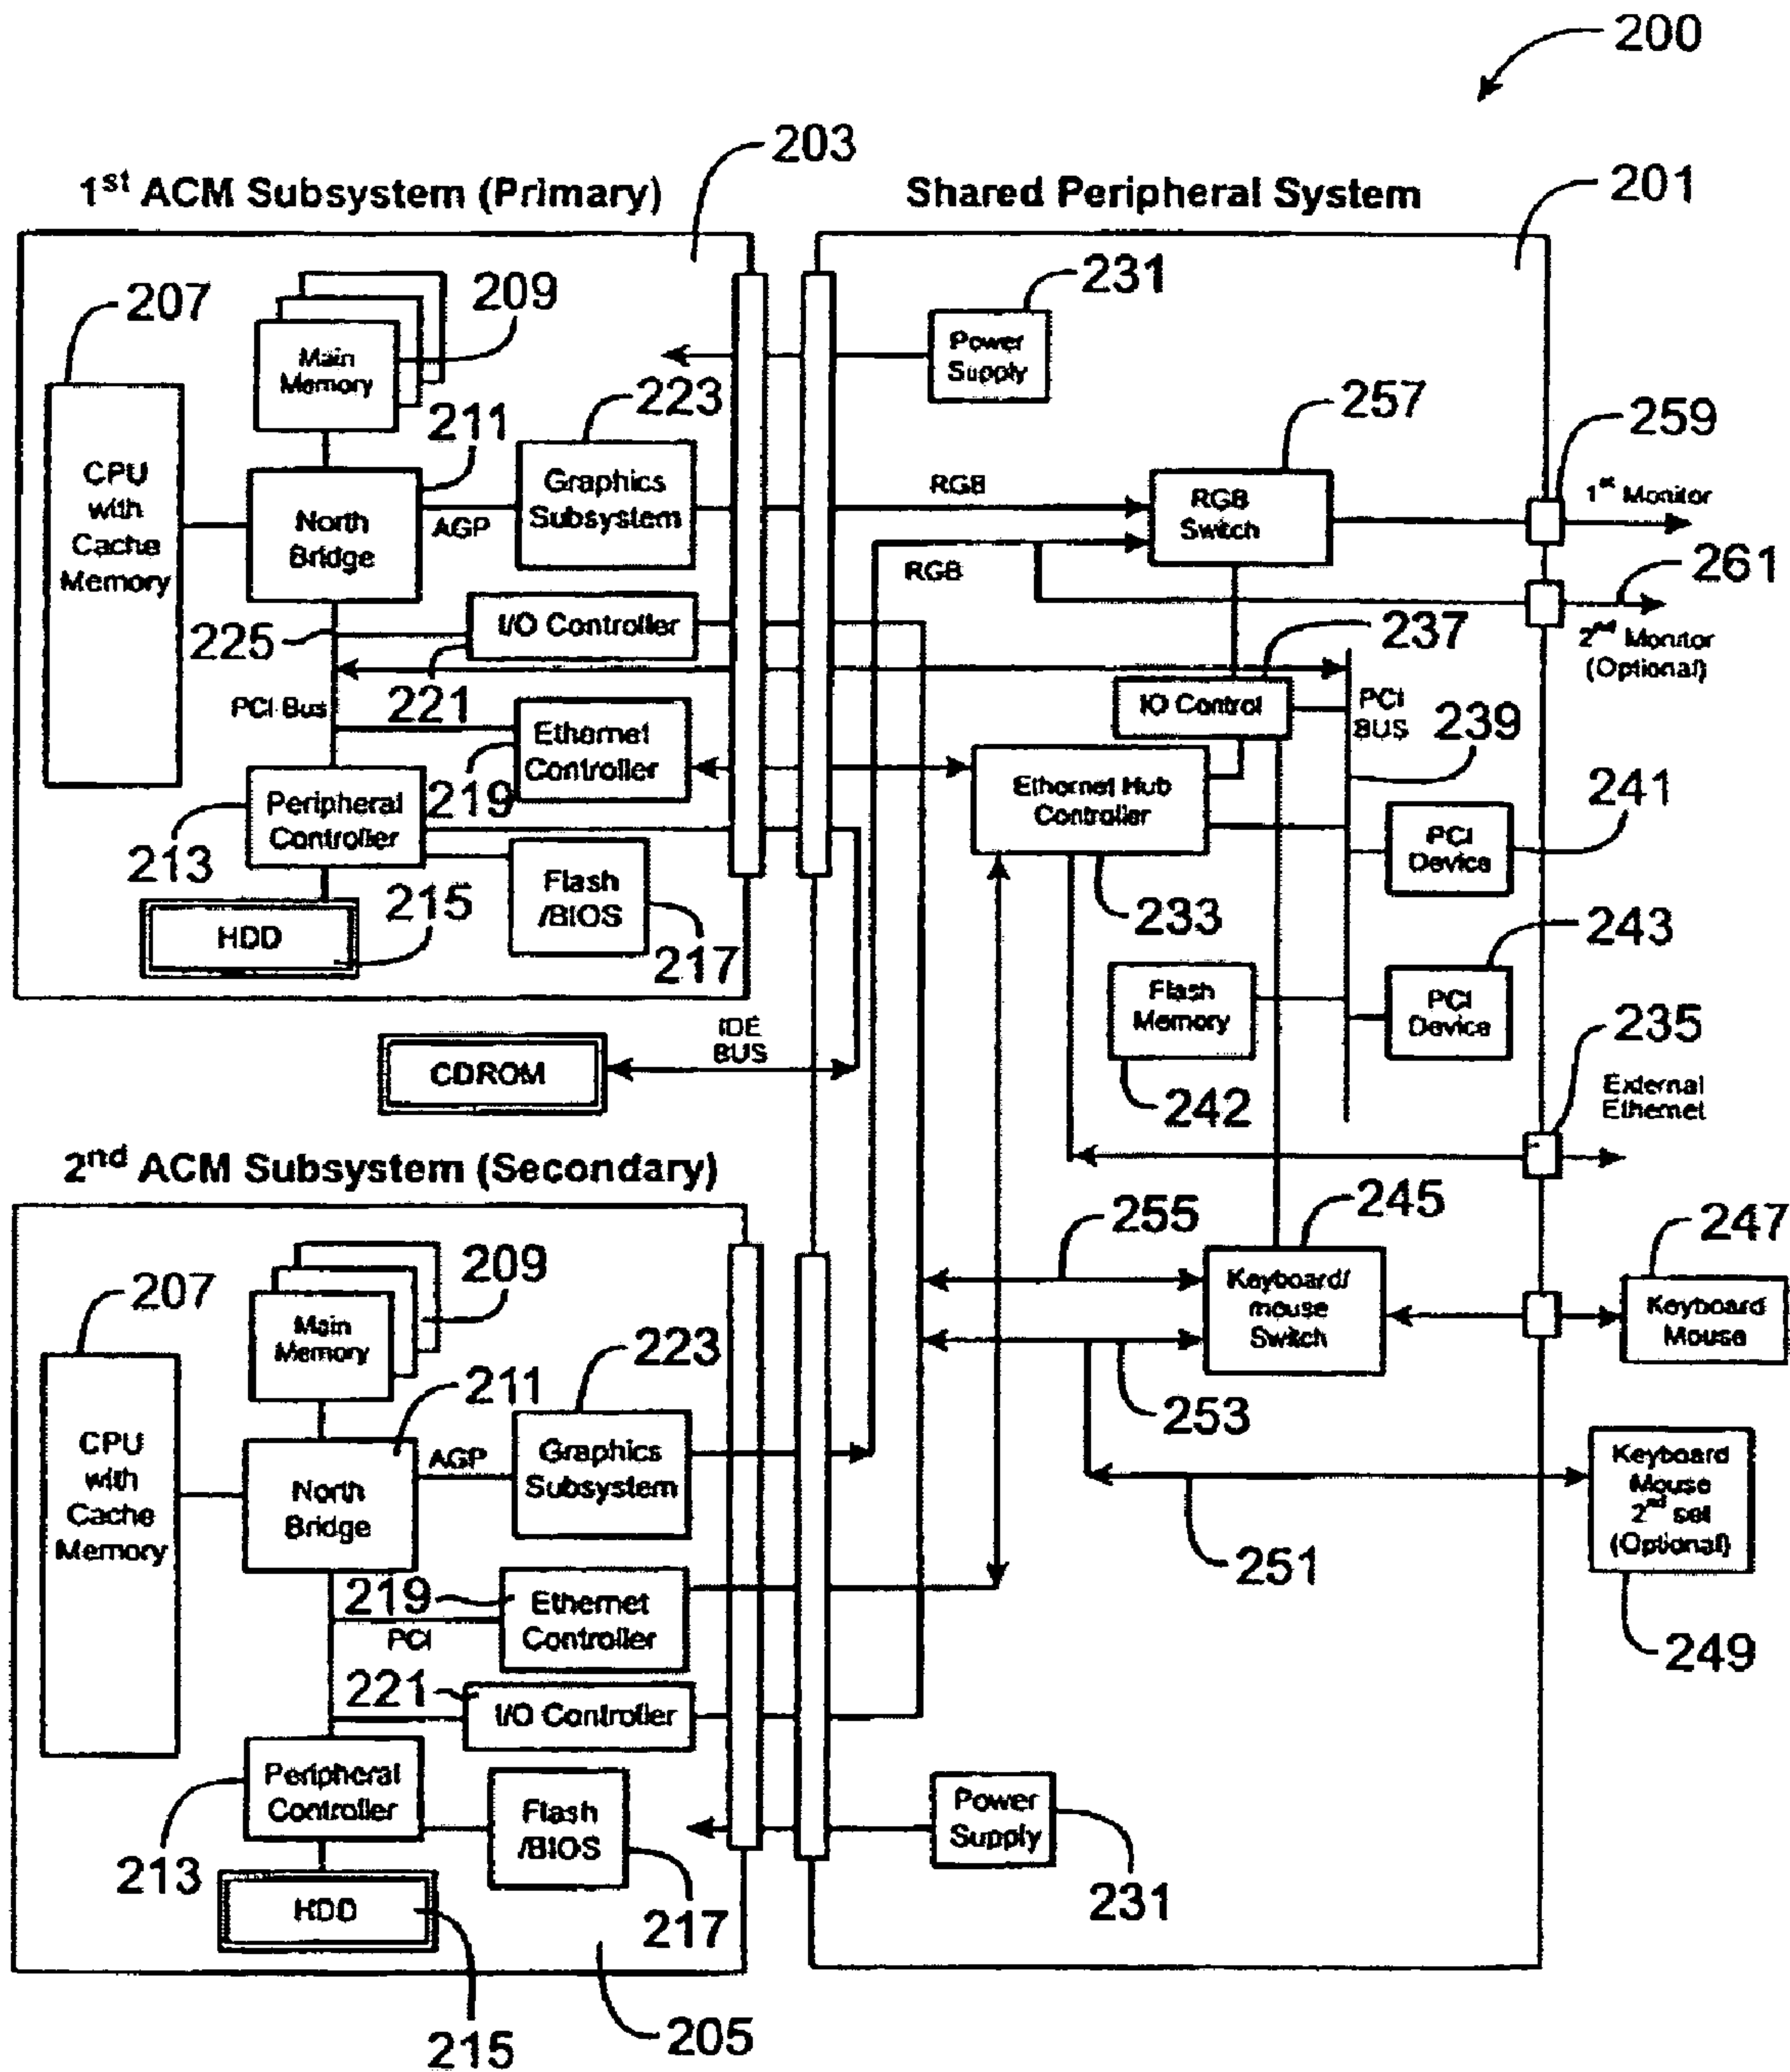 200
203
201
1st ACM Subsystem (Primary)
Shared Peripheral System
207
209
Main
Memory
211
CPU
with
Cache
Memory
North
Bridge
AGP
223
Graphics
Subsystem
225
I/O Controller
221
PCI Bus
219
Ethernet
Controller
213
Peripheral
Controller
215
HDD
Flash
/BIOS
217
IDE
BUS
CDROM
231
Power
Supply
257
RGB
RGB
RGB
Switch
259
1st Monitor
261
2nd Monitor
(Optional)
237
IO Control
PCI
BUS
239
Ethernet Hub
Controller
233
241
PCI
Device
243
PCI
Device
Flash
Memory
242
235
External
Ethernet
255
245
Keyboard/
mouse
Switch
253
251
247
Keyboard
Mouse
Keyboard
Mouse
2nd set
(Optional)
249
2nd ACM Subsystem (Secondary)
207
209
Main
Memory
211
CPU
with
Cache
Memory
North
Bridge
AGP
223
Graphics
Subsystem
219
PCI
Ethernet
Controller
221
I/O Controller
Peripheral
Controller
213
Flash
/BIOS
217
HDD
215
205
Power
Supply
231